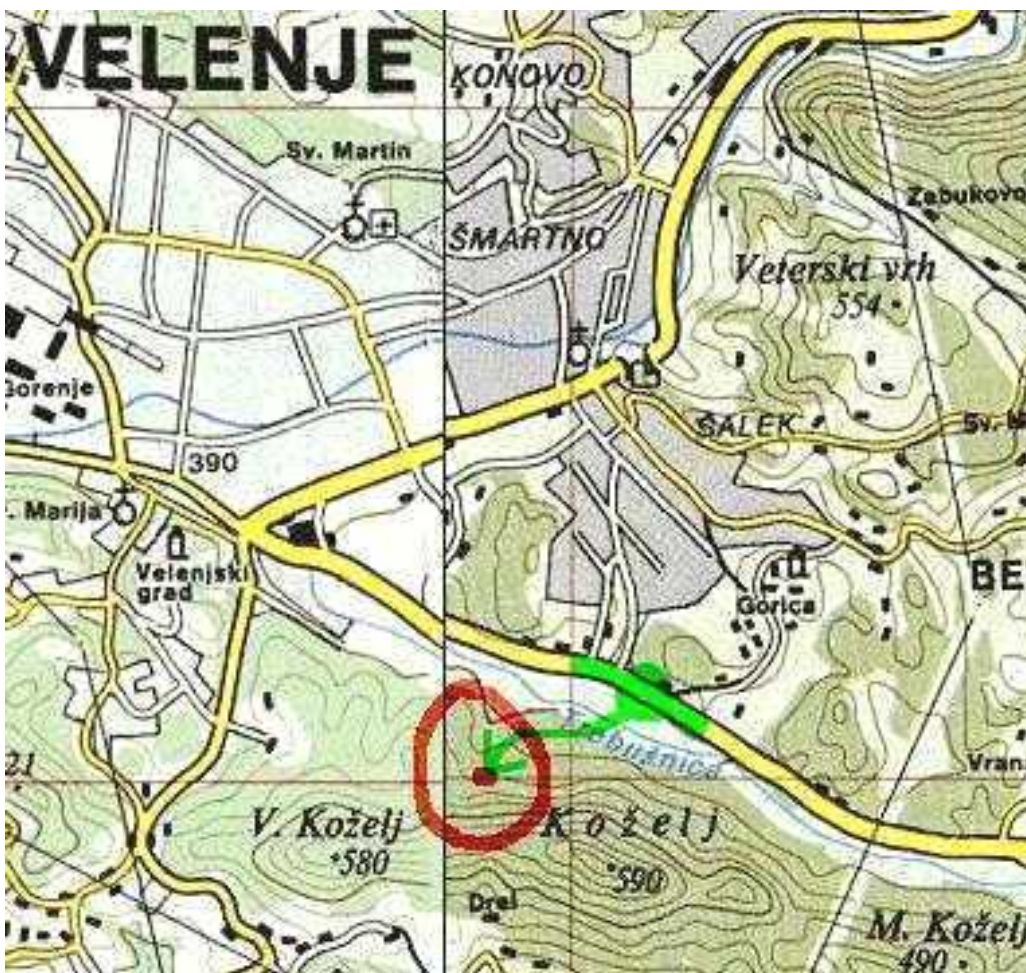 VELENJE
KONOVO
Sv. Martin
Zabukovo
ŠMARTNO
Veterski vrh
554
Gorenje
ŠALEK
390
Marija
Velenjski
grad
BE
Gorica
21
Vran
V. Koželj
580
Koželj
590
Drel
M. Koželj
490